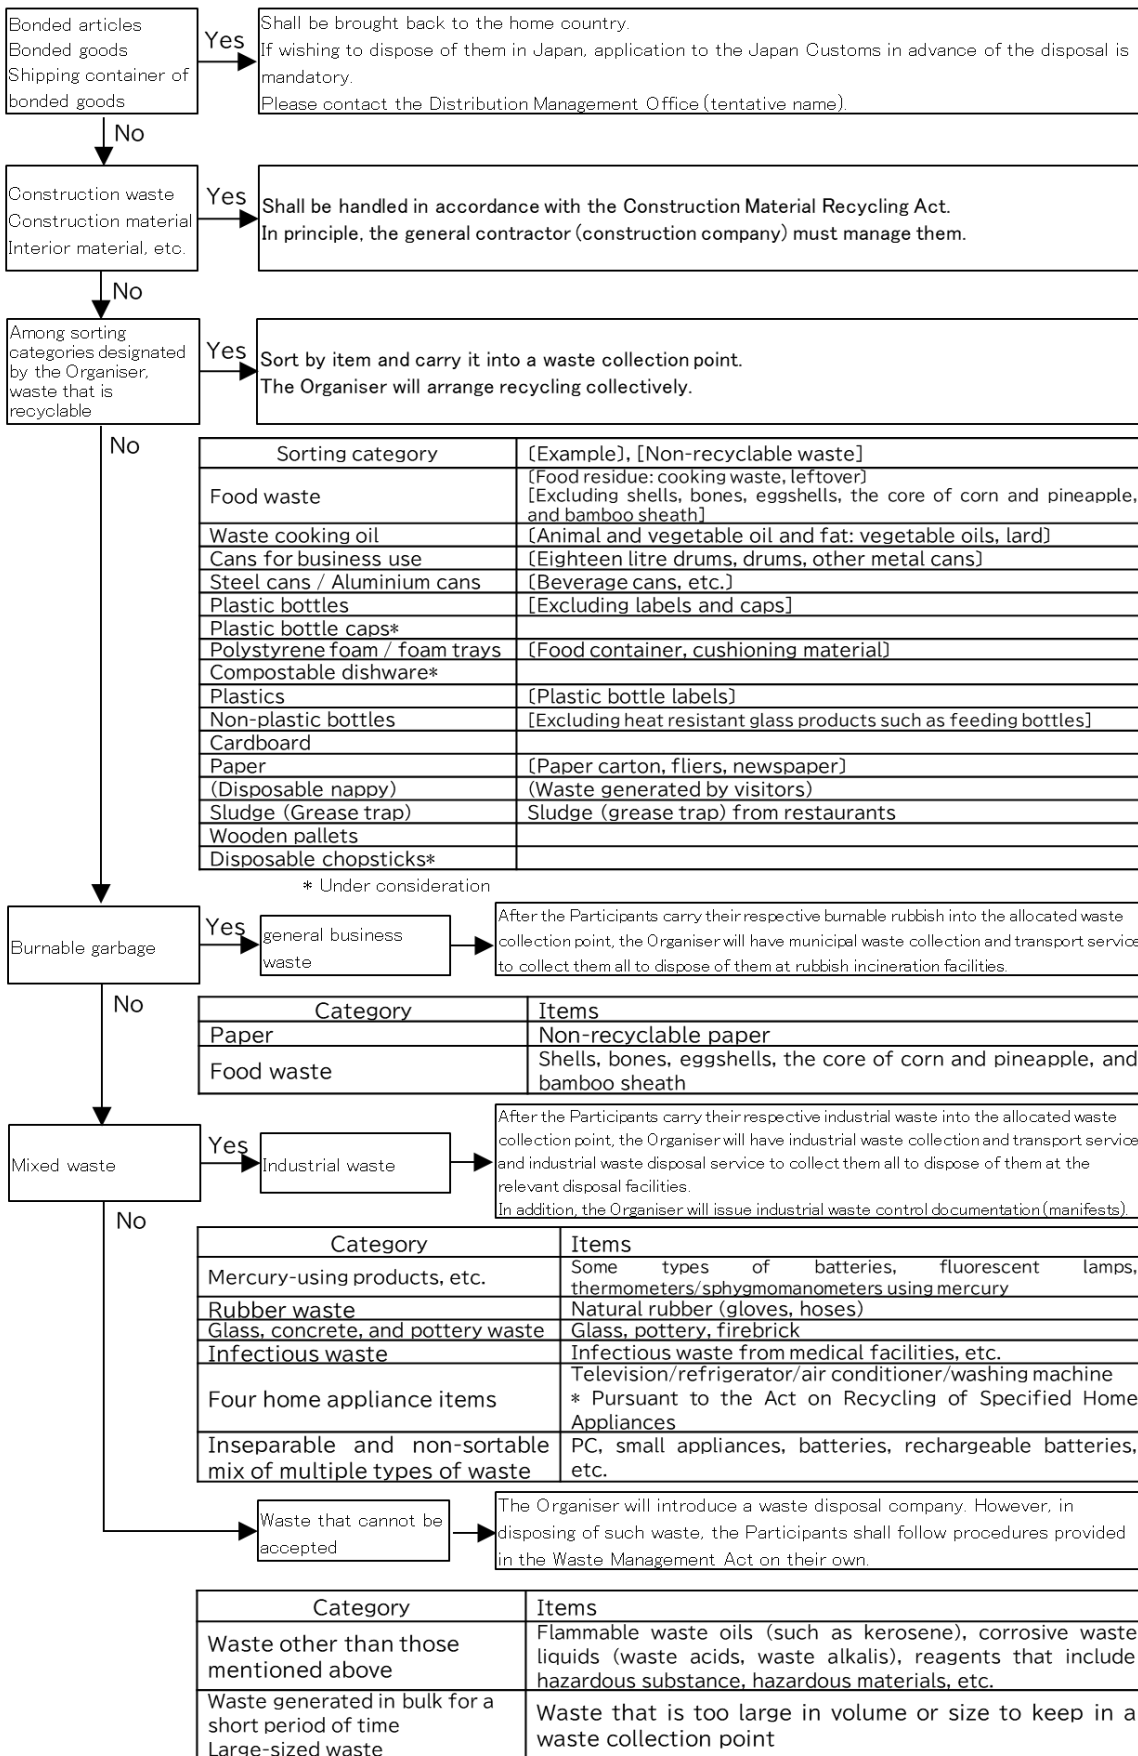 Bonded articles
Bonded goods
Shipping container of
bonded goods
Yes
Shall be brought back to the home country.
If wishing to dispose of them in Japan, application to the Japan Customs in advance of the disposal is
mandatory.
Please contact the Distribution Management Office (tentative name).
No
Construction waste
Construction material
Interior material, etc.
Yes
Shall be handled in accordance with the Construction Material Recycling Act.
In principle, the general contractor (construction company) must manage them.
No
Among sorting
categories designated
by the Organiser,
waste that is
recyclable
Yes
Sort by item and carry it into a waste collection point.
The Organiser will arrange recycling collectively.
No
Sorting category
〔Example〕, [Non-recyclable waste]
Food waste
〔Food residue: cooking waste, leftover〕
[Excluding shells, bones, eggshells, the core of corn and pineapple,
and bamboo sheath]
Waste cooking oil
〔Animal and vegetable oil and fat: vegetable oils, lard〕
Cans for business use
〔Eighteen litre drums, drums, other metal cans〕
Steel cans / Aluminium cans
〔Beverage cans, etc.〕
Plastic bottles
[Excluding labels and caps]
Plastic bottle caps*
Polystyrene foam / foam trays
〔Food container, cushioning material〕
Compostable dishware*
Plastics
〔Plastic bottle labels〕
Non-plastic bottles
[Excluding heat resistant glass products such as feeding bottles]
Cardboard
Paper
〔Paper carton, fliers, newspaper〕
(Disposable nappy)
(Waste generated by visitors)
Sludge (Grease trap)
Sludge (grease trap) from restaurants
Wooden pallets
Disposable chopsticks*
* Under consideration
Burnable garbage
Yes
general business
waste
After the Participants carry their respective burnable rubbish into the allocated waste
collection point, the Organiser will have municipal waste collection and transport service
to collect them all to dispose of them at rubbish incineration facilities.
No
Category
Items
Paper
Non-recyclable paper
Food waste
Shells, bones, eggshells, the core of corn and pineapple, and
bamboo sheath
Mixed waste
Yes
Industrial waste
After the Participants carry their respective industrial waste into the allocated waste
collection point, the Organiser will have industrial waste collection and transport service
and industrial waste disposal service to collect them all to dispose of them at the
relevant disposal facilities.
In addition, the Organiser will issue industrial waste control documentation (manifests).
No
Category
Items
Mercury-using products, etc.
Some types of batteries, fluorescent lamps,
thermometers/sphygmomanometers using mercury
Rubber waste
Natural rubber (gloves, hoses)
Glass, concrete, and pottery waste
Glass, pottery, firebrick
Infectious waste
Infectious waste from medical facilities, etc.
Four home appliance items
Television/refrigerator/air conditioner/washing machine
* Pursuant to the Act on Recycling of Specified Home
Appliances
Inseparable and non-sortable
mix of multiple types of waste
PC, small appliances, batteries, rechargeable batteries,
etc.
Waste that cannot be
accepted
The Organiser will introduce a waste disposal company. However, in
disposing of such waste, the Participants shall follow procedures provided
in the Waste Management Act on their own.
Category
Items
Waste other than those
mentioned above
Flammable waste oils (such as kerosene), corrosive waste
liquids (waste acids, waste alkalis), reagents that include
hazardous substance, hazardous materials, etc.
Waste generated in bulk for a
short period of time
Large-sized waste
Waste that is too large in volume or size to keep in a
waste collection point